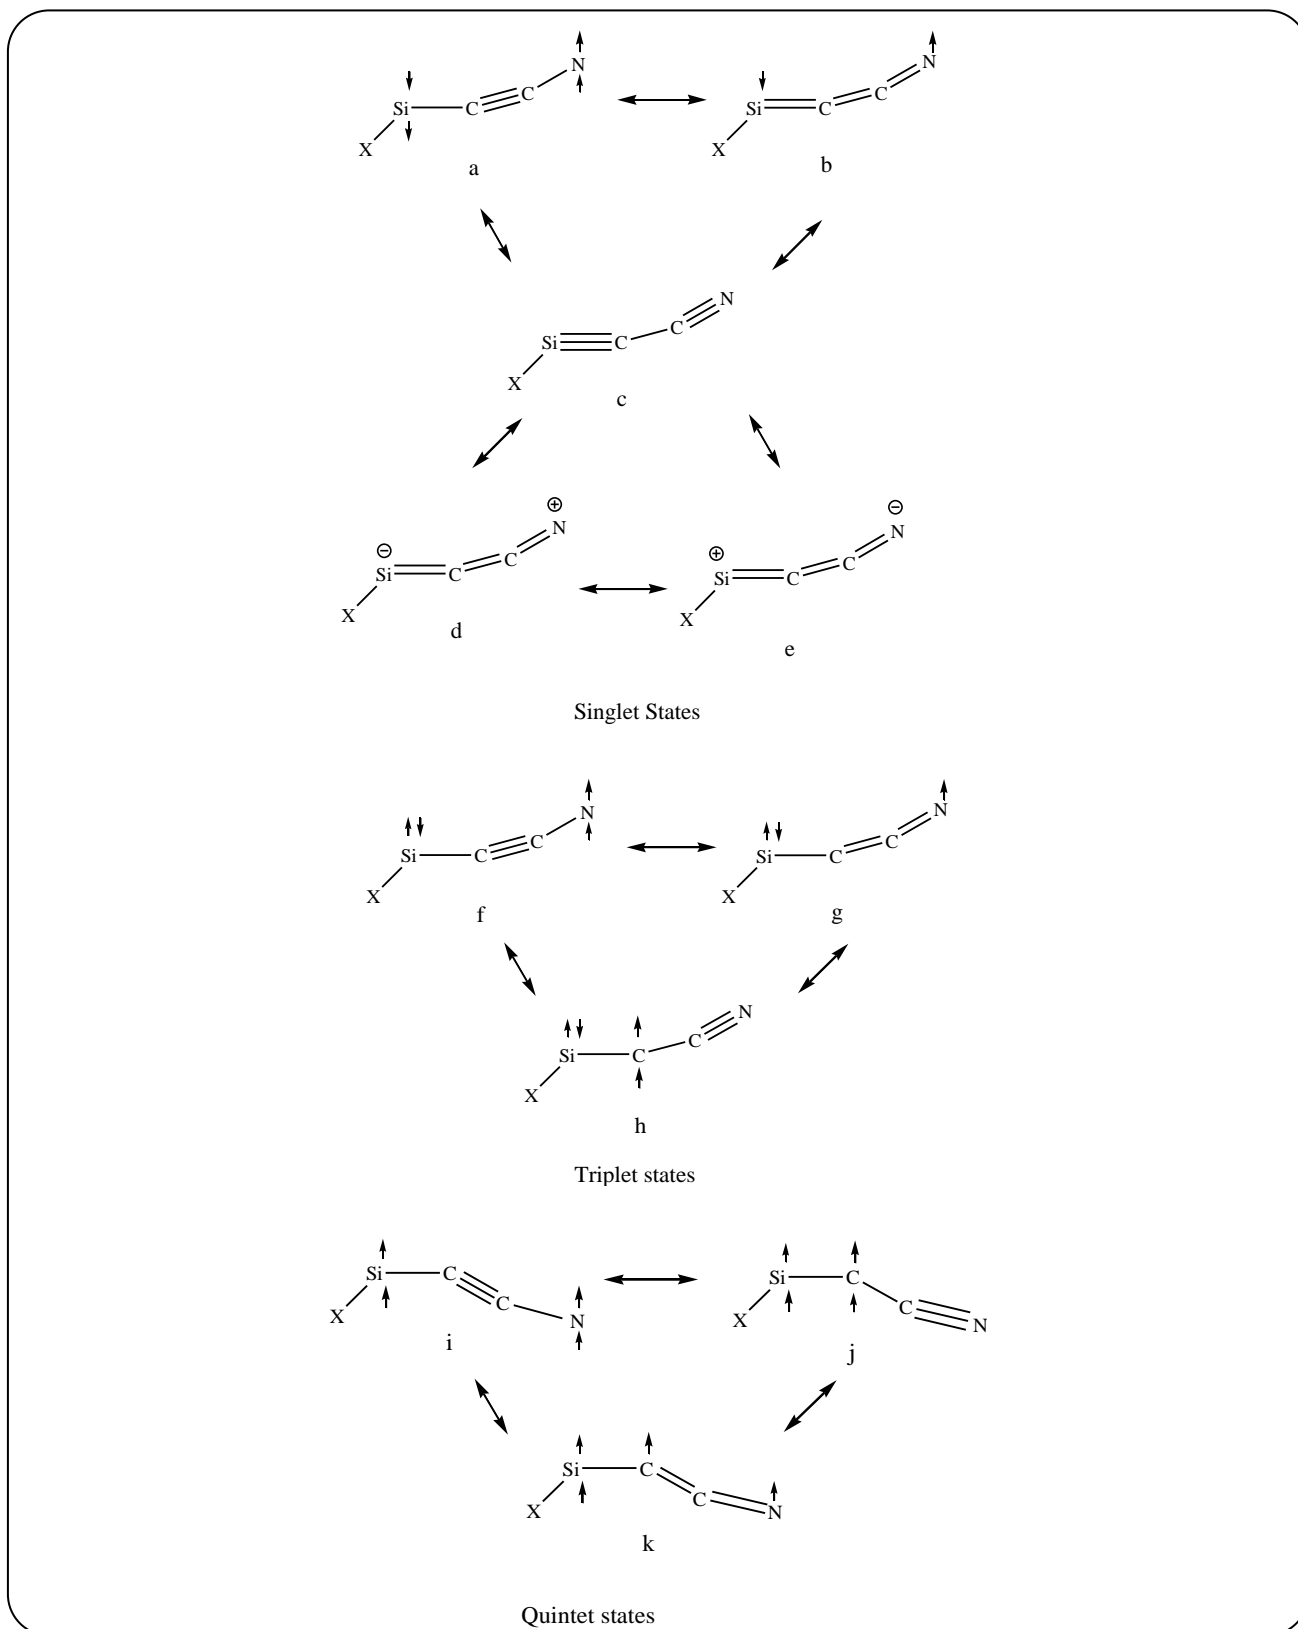 N N
Si C C Si C C
X X
a b
N
Si C C
X
c
⊕ ⊖
N N
⊖ ⊕
Si C C Si C C
X X
d e
Singlet States
N N
Si C C Si C C
X X
f g
N
Si C C
X
h
Triplet states
Si C Si C
X C N X C N
i j
Si C
X C N
k
Quintet states